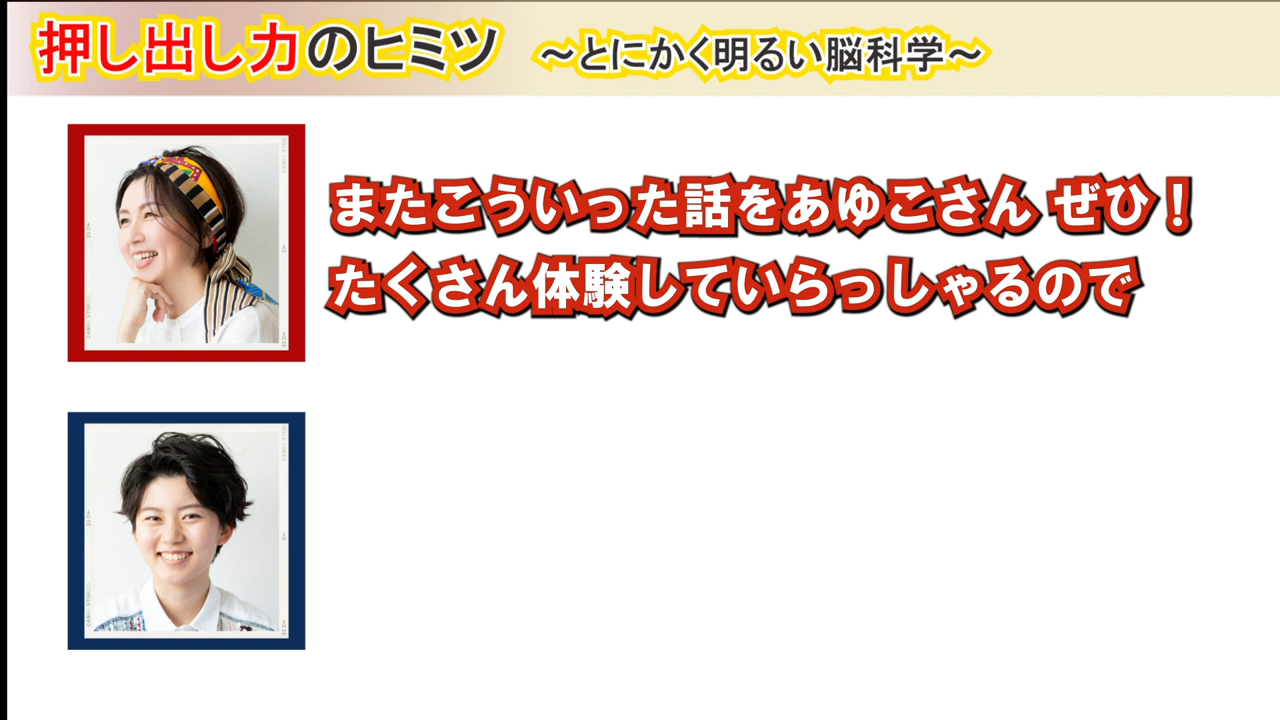 押し出し力のヒミツ ～とにかく明るい脳科学～
またこういった話をあゆこさん ぜひ！
たくさん体験していらっしゃるので